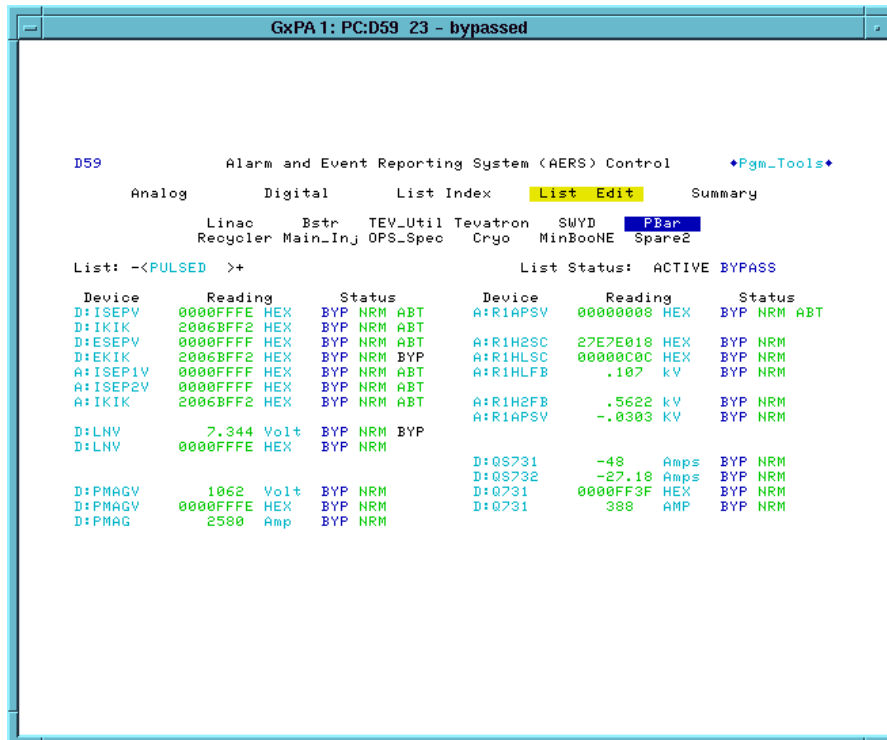 GxPA 1: PC:D59 23 – bypassed
D59 Alarm and Event Reporting System (AERS) Control ◆Pgm_Tools◆
Analog Digital List Index List Edit Summary
Linac Bstr TEV_Util Tevatron SWYD PBar
Recycler Main_Inj OPS_Spec Cryo MinBooNE Spare2
List: -<PULSED >+ List Status: ACTIVE BYPASS
Device Reading Status Device Reading Status
D:ISEPV 0000FFFE HEX BYP NRM ABT A:R1APSV 00000008 HEX BYP NRM ABT
D:IKIK 2006BFF2 HEX BYP NRM ABT
D:ESEPV 0000FFFE HEX BYP NRM ABT A:R1H2SC 27E7E018 HEX BYP NRM
D:EKIK 2006BFF2 HEX BYP NRM BYP A:R1HLSC 00000C0C HEX BYP NRM
A:ISEP1V 0000FFFF HEX BYP NRM ABT A:R1HLFB .107 kV BYP NRM
A:ISEP2V 0000FFFF HEX BYP NRM ABT
A:IKIK 2006BFF2 HEX BYP NRM ABT A:R1H2FB .5622 kV BYP NRM
A:R1APSV -.0303 KV BYP NRM
D:LNV 7.344 Volt BYP NRM BYP
D:LNV 0000FFFE HEX BYP NRM
D:QS731 -48 Amps BYP NRM
D:QS732 -27.18 Amps BYP NRM
D:PMAGV 1062 Volt BYP NRM D:Q731 0000FF3F HEX BYP NRM
D:PMAGV 0000FFFE HEX BYP NRM D:Q731 388 AMP BYP NRM
D:PMAG 2580 Amp BYP NRM